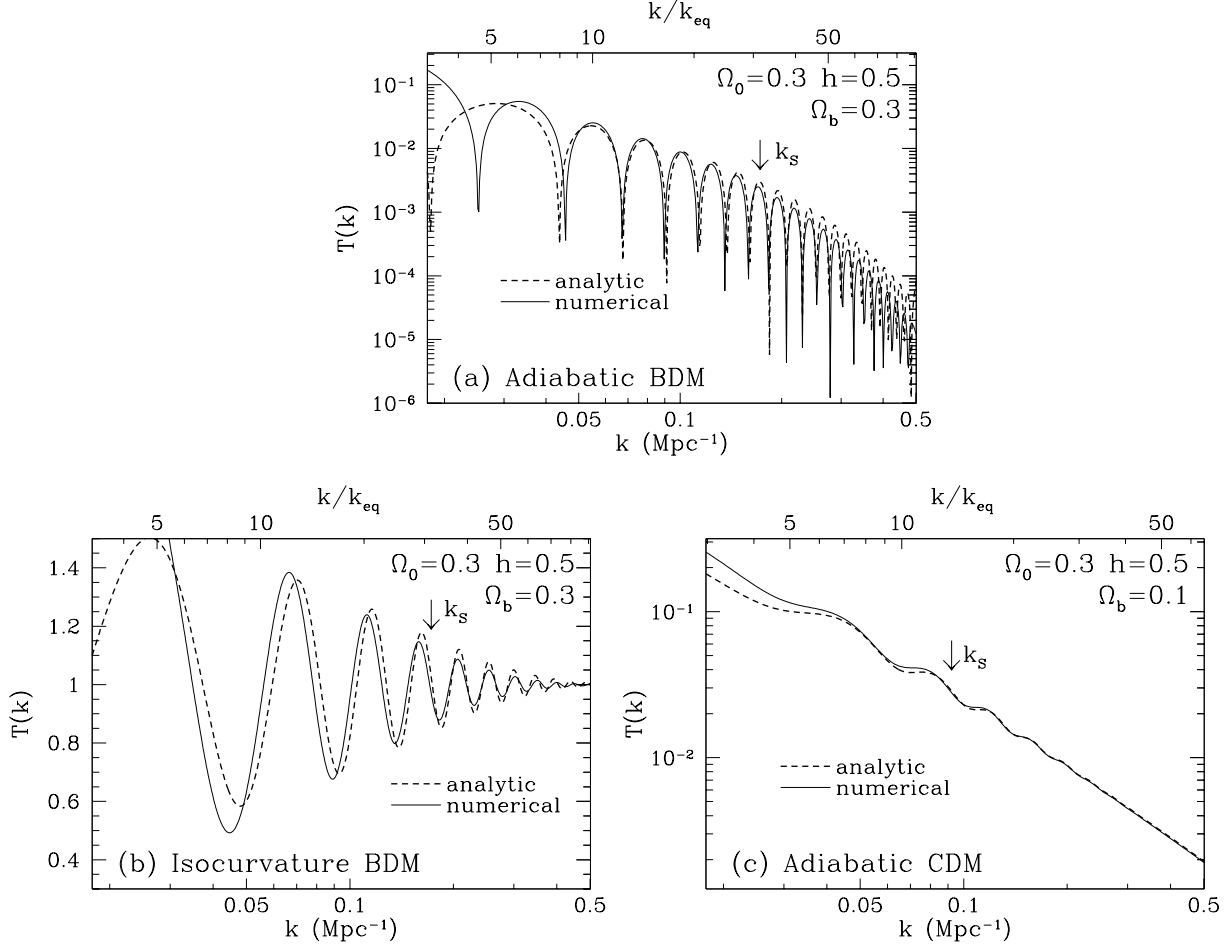 k/k_eq
5 10 50
Ω₀=0.3 h=0.5
Ω_b=0.3
k_S
10⁻¹
10⁻²
10⁻³
10⁻⁴
10⁻⁵
10⁻⁶
T(k)
analytic
numerical
(a) Adiabatic BDM
0.05 0.1 0.5
k (Mpc⁻¹)
k/k_eq
5 10 50
Ω₀=0.3 h=0.5
Ω_b=0.3
k_S
1.4
1.2
1
0.8
0.6
0.4
T(k)
analytic
numerical
(b) Isocurvature BDM
0.05 0.1 0.5
k (Mpc⁻¹)
k/k_eq
5 10 50
Ω₀=0.3 h=0.5
Ω_b=0.1
k_S
10⁻¹
10⁻²
T(k)
analytic
numerical
(c) Adiabatic CDM
0.05 0.1 0.5
k (Mpc⁻¹)